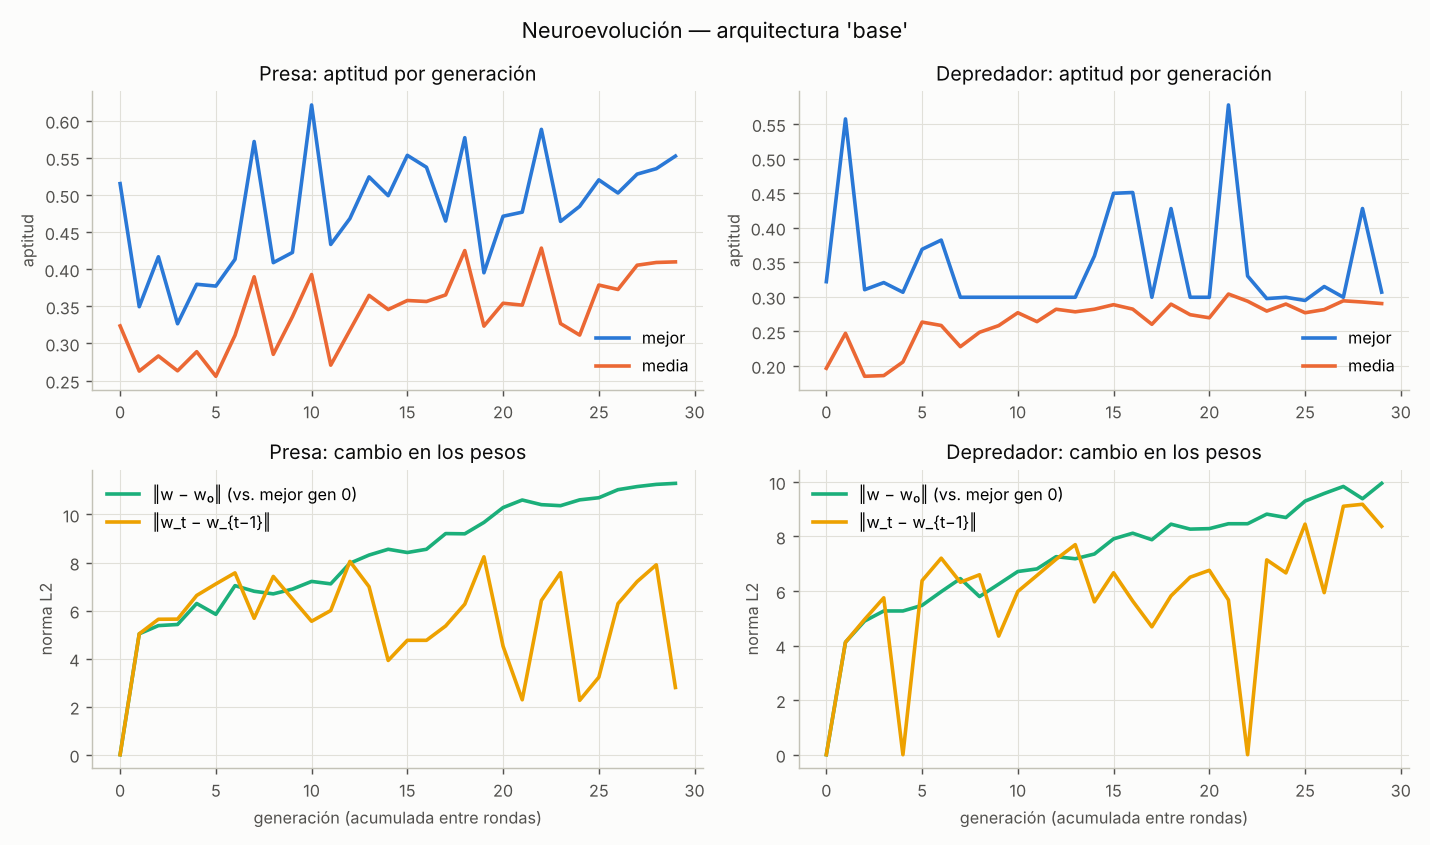 Neuroevolución — arquitectura 'base'
Presa: aptitud por generación
aptitud
0.60
0.55
0.50
0.45
0.40
0.35
0.30
0.25
0 5 10 15 20 25 30
mejor
media
Depredador: aptitud por generación
aptitud
0.55
0.50
0.45
0.40
0.35
0.30
0.25
0.20
0 5 10 15 20 25 30
mejor
media
Presa: cambio en los pesos
norma L2
10
8
6
4
2
0
0 5 10 15 20 25 30
‖w − w₀‖ (vs. mejor gen 0)
‖w_t − w_{t−1}‖
generación (acumulada entre rondas)
Depredador: cambio en los pesos
norma L2
10
8
6
4
2
0
0 5 10 15 20 25 30
‖w − w₀‖ (vs. mejor gen 0)
‖w_t − w_{t−1}‖
generación (acumulada entre rondas)